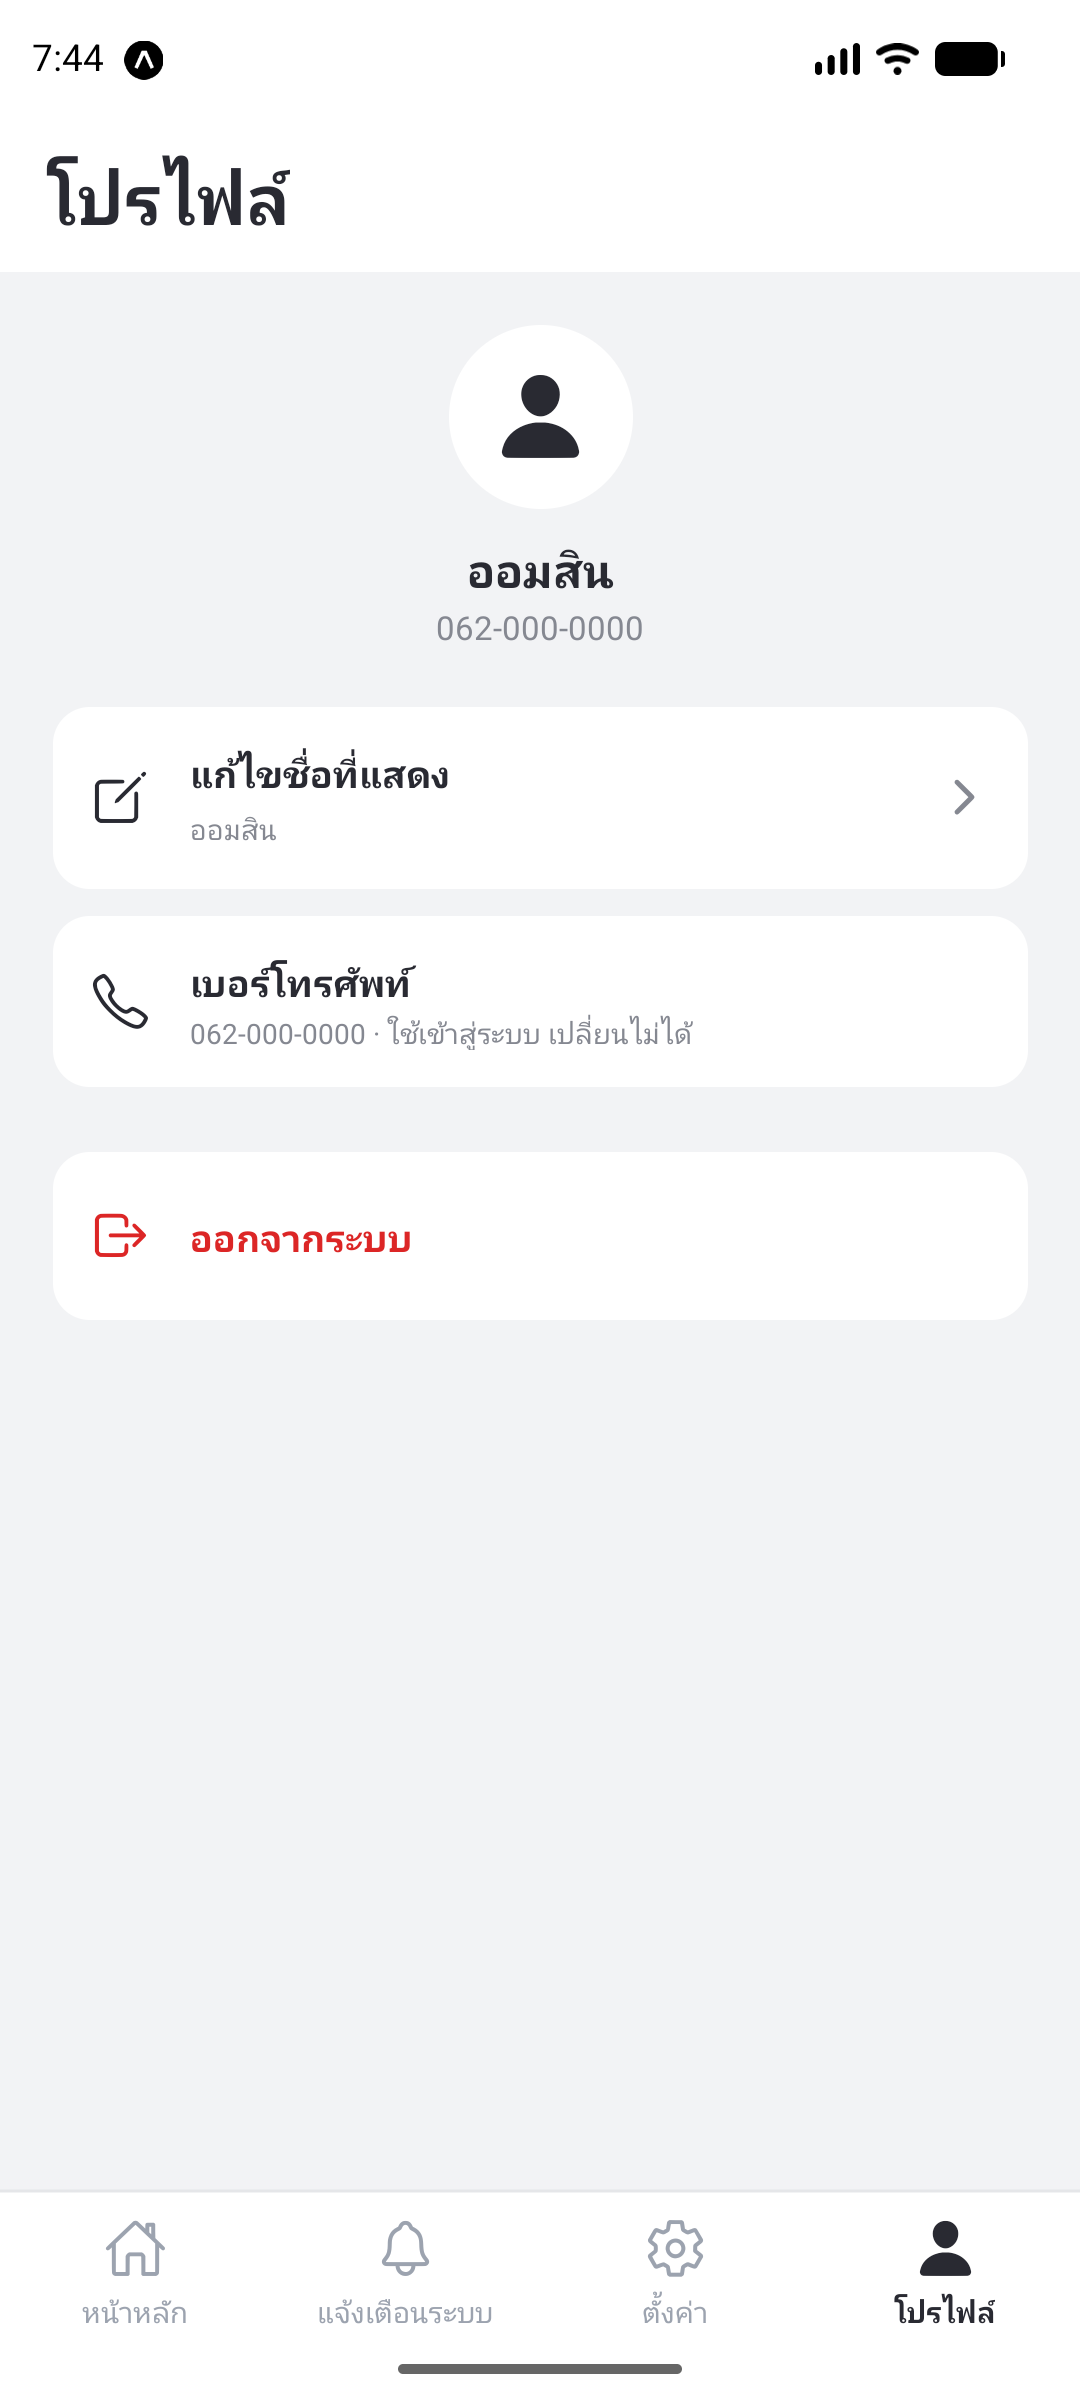 7:44
โปรไฟล์
ออมสิน
062-000-0000
แก้ไขชื่อที่แสดง
ออมสิน
เบอร์โทรศัพท์
062-000-0000 · ใช้เข้าสู่ระบบ เปลี่ยนไม่ได้
ออกจากระบบ
หน้าหลัก
แจ้งเตือนระบบ
ตั้งค่า
โปรไฟล์